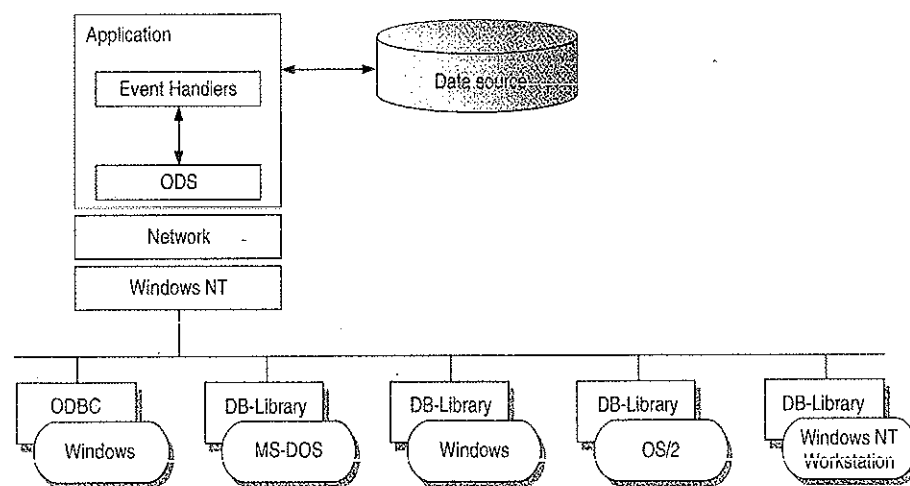 Application
Event Handlers
Data source
ODS
Network
Windows NT
ODBC
Windows
DB-Library
MS-DOS
DB-Library
Windows
DB-Library
OS/2
DB-Library
Windows NT
Workstation